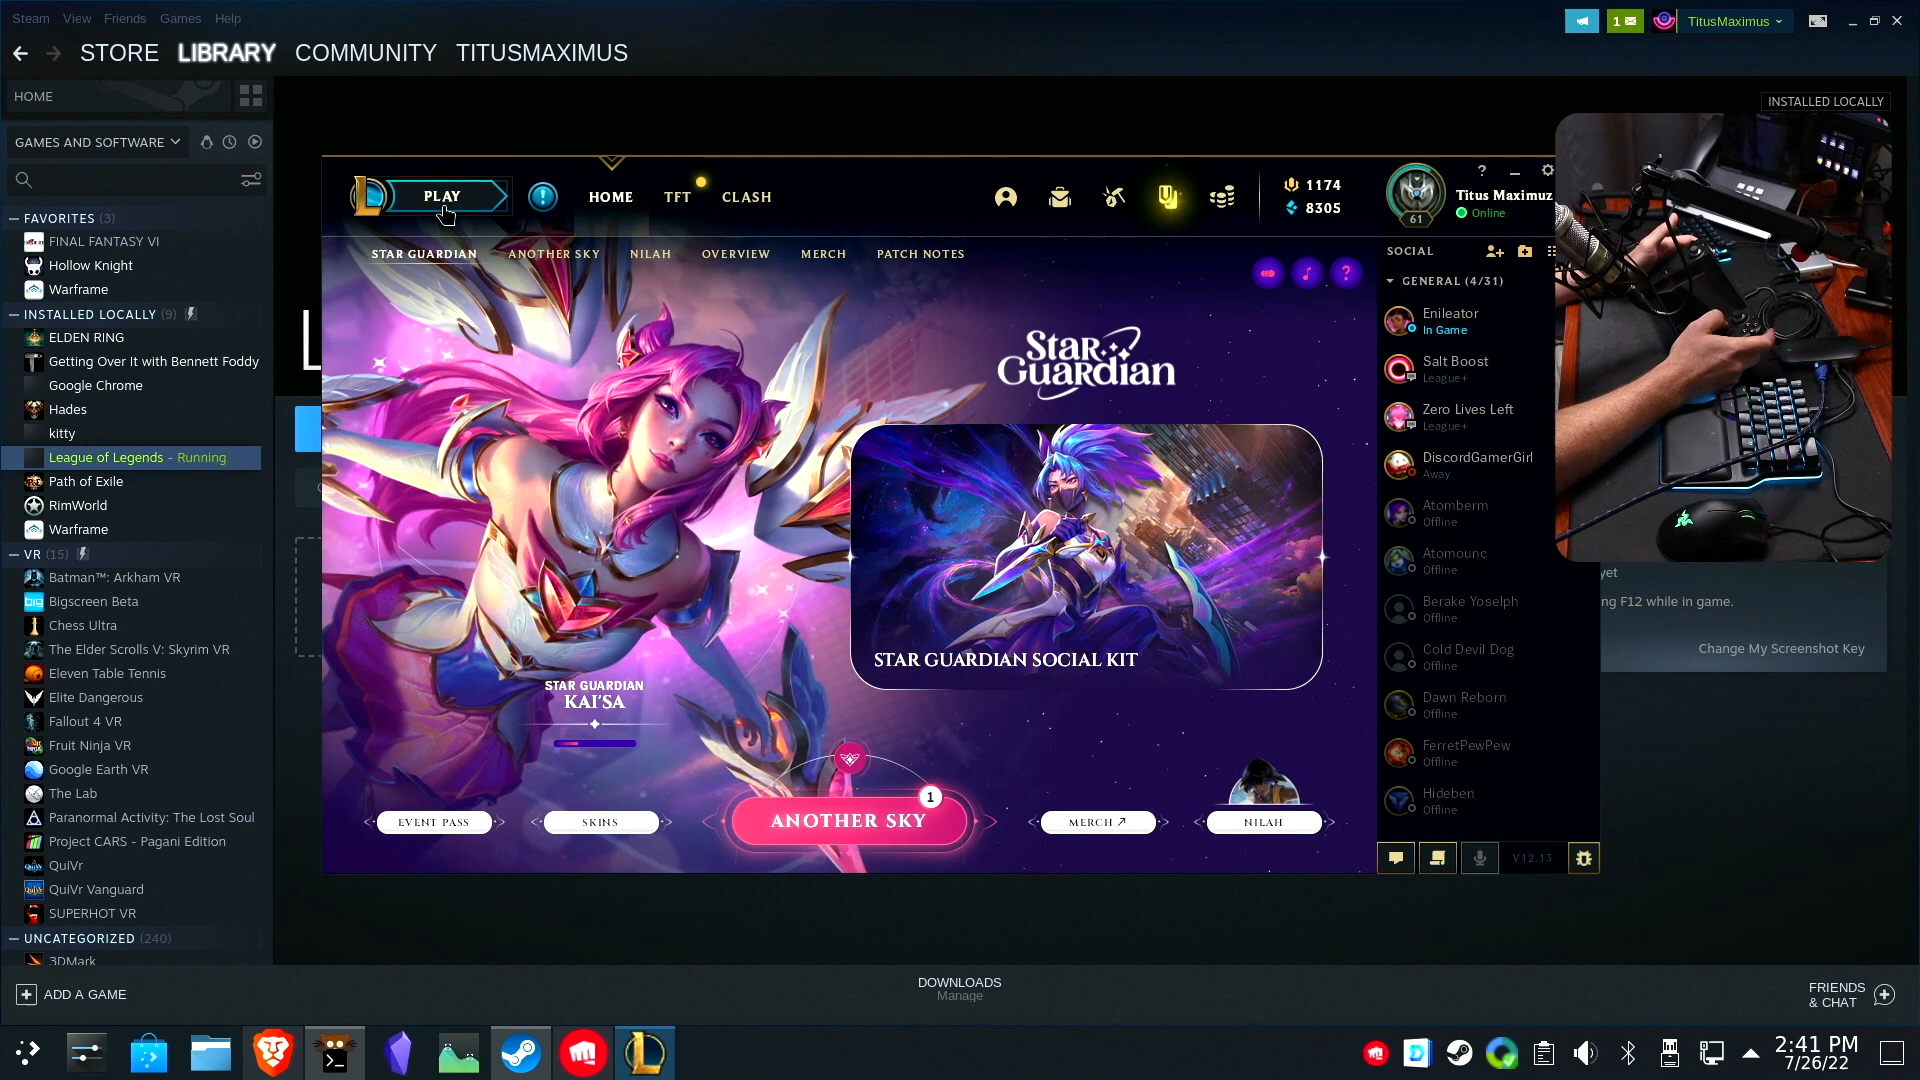 Steam View Friends Games Help
1 TitusMaximus
STORE LIBRARY COMMUNITY TITUSMAXIMUS
HOME
INSTALLED LOCALLY
GAMES AND SOFTWARE
FAVORITES (3)
FINAL FANTASY VI
Hollow Knight
Warframe
INSTALLED LOCALLY (9)
ELDEN RING
Getting Over It with Bennett Foddy
Google Chrome
Hades
kitty
League of Legends - Running
Path of Exile
RimWorld
Warframe
VR (15)
Batman™: Arkham VR
Bigscreen Beta
Chess Ultra
The Elder Scrolls V: Skyrim VR
Eleven Table Tennis
Elite Dangerous
Fallout 4 VR
Fruit Ninja VR
Google Earth VR
The Lab
Paranormal Activity: The Lost Soul
Project CARS - Pagani Edition
QuiVr
QuiVr Vanguard
SUPERHOT VR
UNCATEGORIZED (240)
3DMark
PLAY HOME TFT CLASH
1174
8305
61
Titus Maximuz
Online
STAR GUARDIAN ANOTHER SKY NILAH OVERVIEW MERCH PATCH NOTES
Star Guardian
STAR GUARDIAN SOCIAL KIT
STAR GUARDIAN
KAI'SA
EVENT PASS SKINS ANOTHER SKY 1 MERCH NILAH
SOCIAL
GENERAL (4/31)
Enileator
In Game
Salt Boost
League+
Zero Lives Left
League+
DiscordGamerGirl
Away
Atomberm
Offline
Atomounc
Offline
Berake Yoselph
Offline
Cold Devil Dog
Offline
Dawn Reborn
Offline
FerretPewPew
Offline
Hideben
Offline
V12.13
yet
ng F12 while in game.
Change My Screenshot Key
ADD A GAME
DOWNLOADS
Manage
FRIENDS
& CHAT
2:41 PM
7/26/22